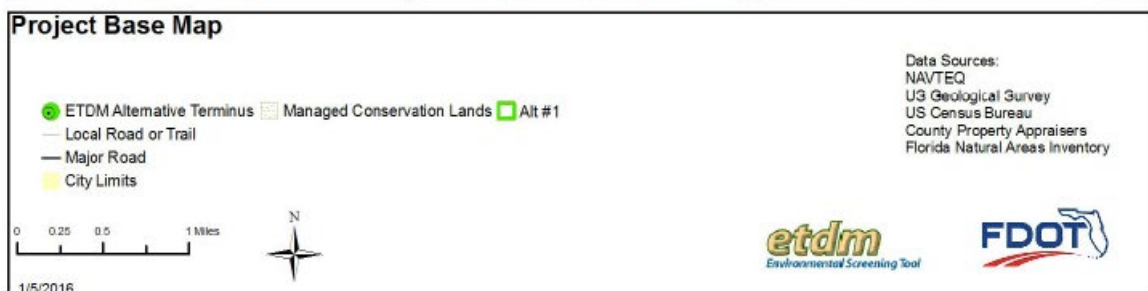 Project Base Map
Data Sources:
NAVTEQ
US Geological Survey
US Census Bureau
County Property Appraisers
Florida Natural Areas Inventory
ETDM Alternative Terminus Managed Conservation Lands Alt #1
Local Road or Trail
Major Road
City Limits
0 0.25 0.5 1 Miles
N
etdm
Environmental Screening Tool
FDOT
1/5/2016